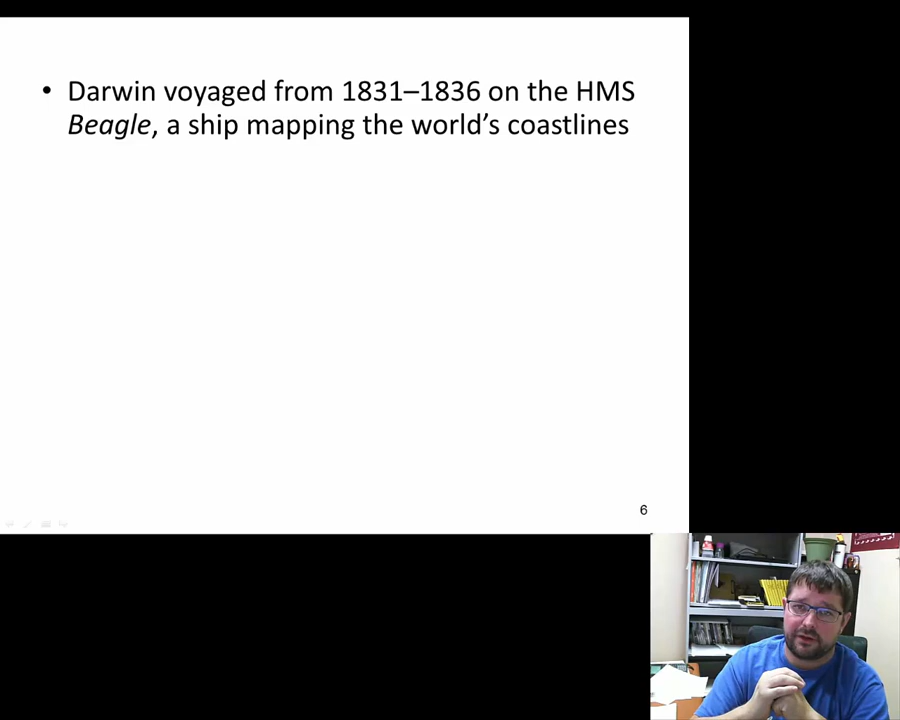 • Darwin voyaged from 1831–1836 on the HMS
Beagle, a ship mapping the world’s coastlines
6